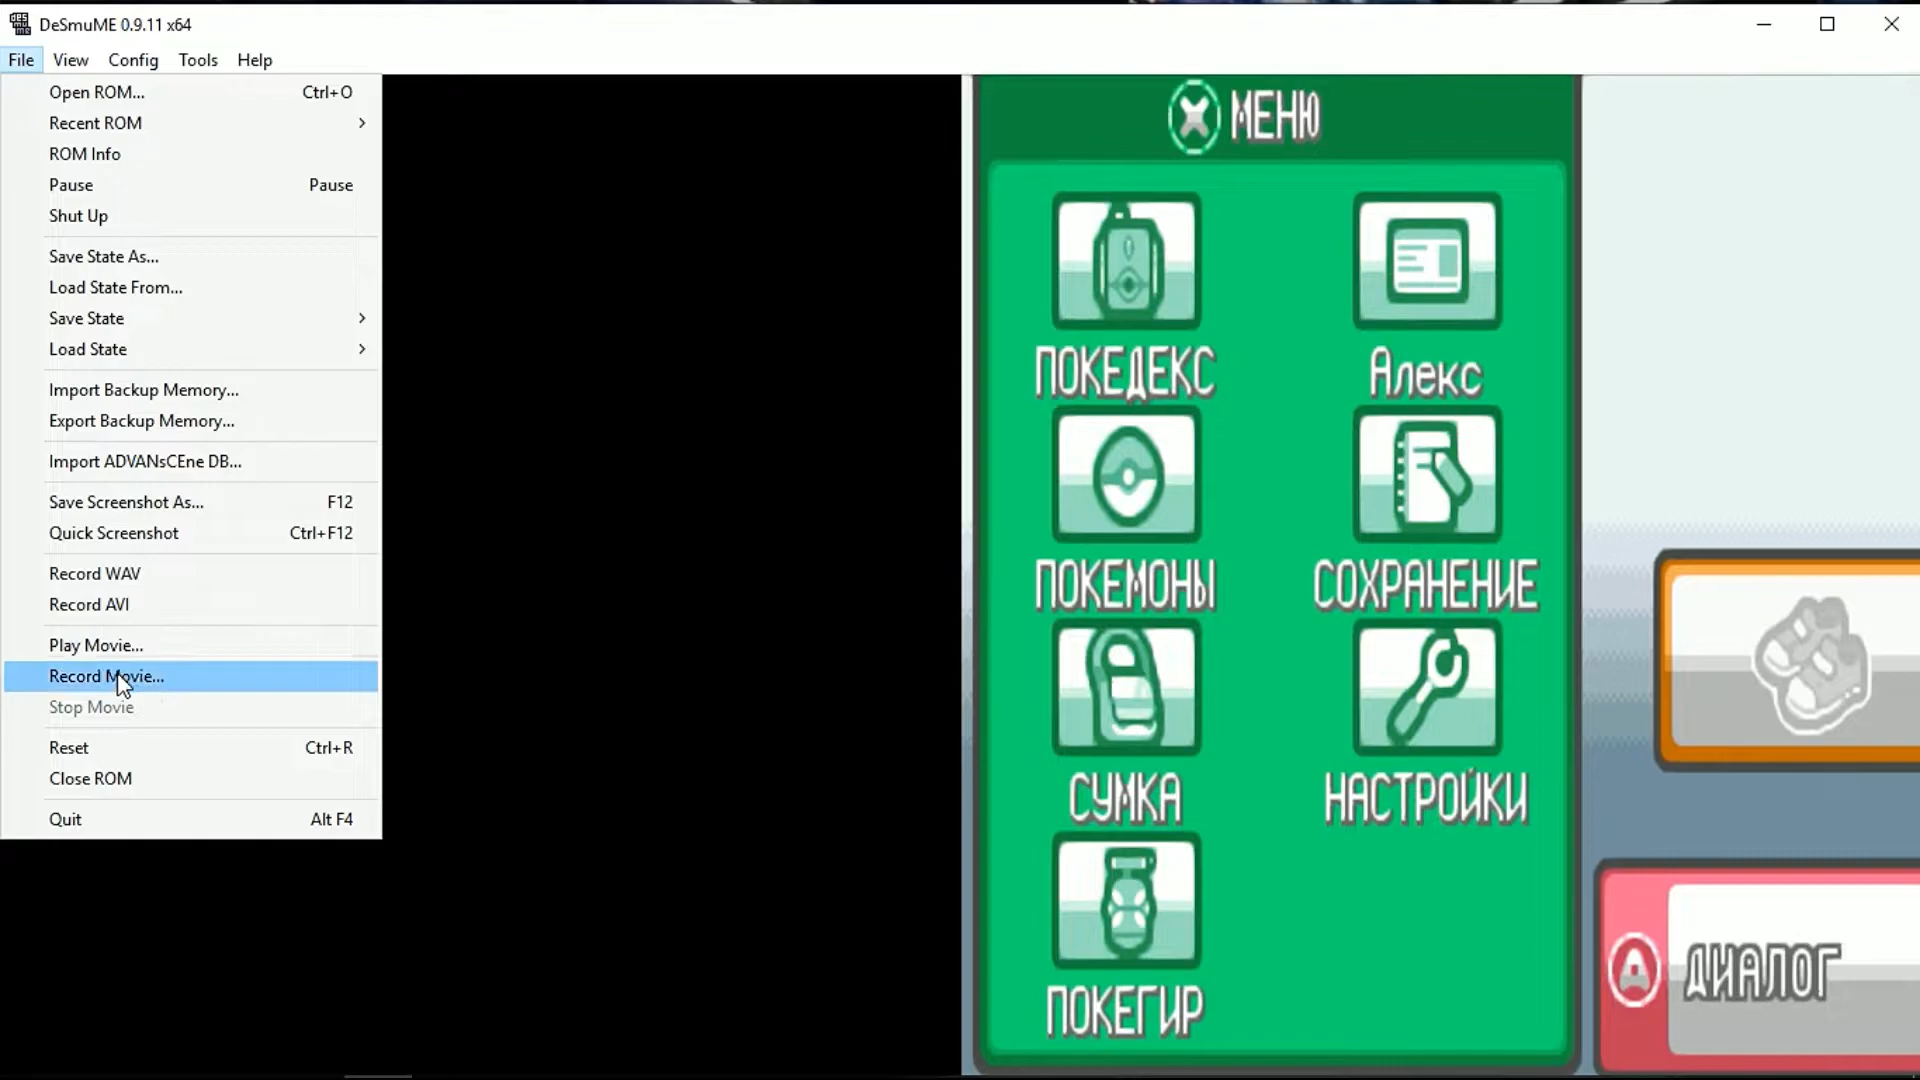 DeSmuME 0.9.11 x64
File View Config Tools Help
Open ROM... Ctrl+O
Recent ROM
ROM Info
Pause Pause
Shut Up
Save State As...
Load State From...
Save State
Load State
Import Backup Memory...
Export Backup Memory...
Import ADVANsCEne DB...
Save Screenshot As... F12
Quick Screenshot Ctrl+F12
Record WAV
Record AVI
Play Movie...
Record Movie...
Stop Movie
Reset Ctrl+R
Close ROM
Quit Alt F4
X МЕНЮ
ПОКЕДЕКС
Алекс
ПОКЕМОНЫ
СОХРАНЕНИЕ
СУМКА
НАСТРОЙКИ
ПОКЕГИР
A ДИАЛОГ